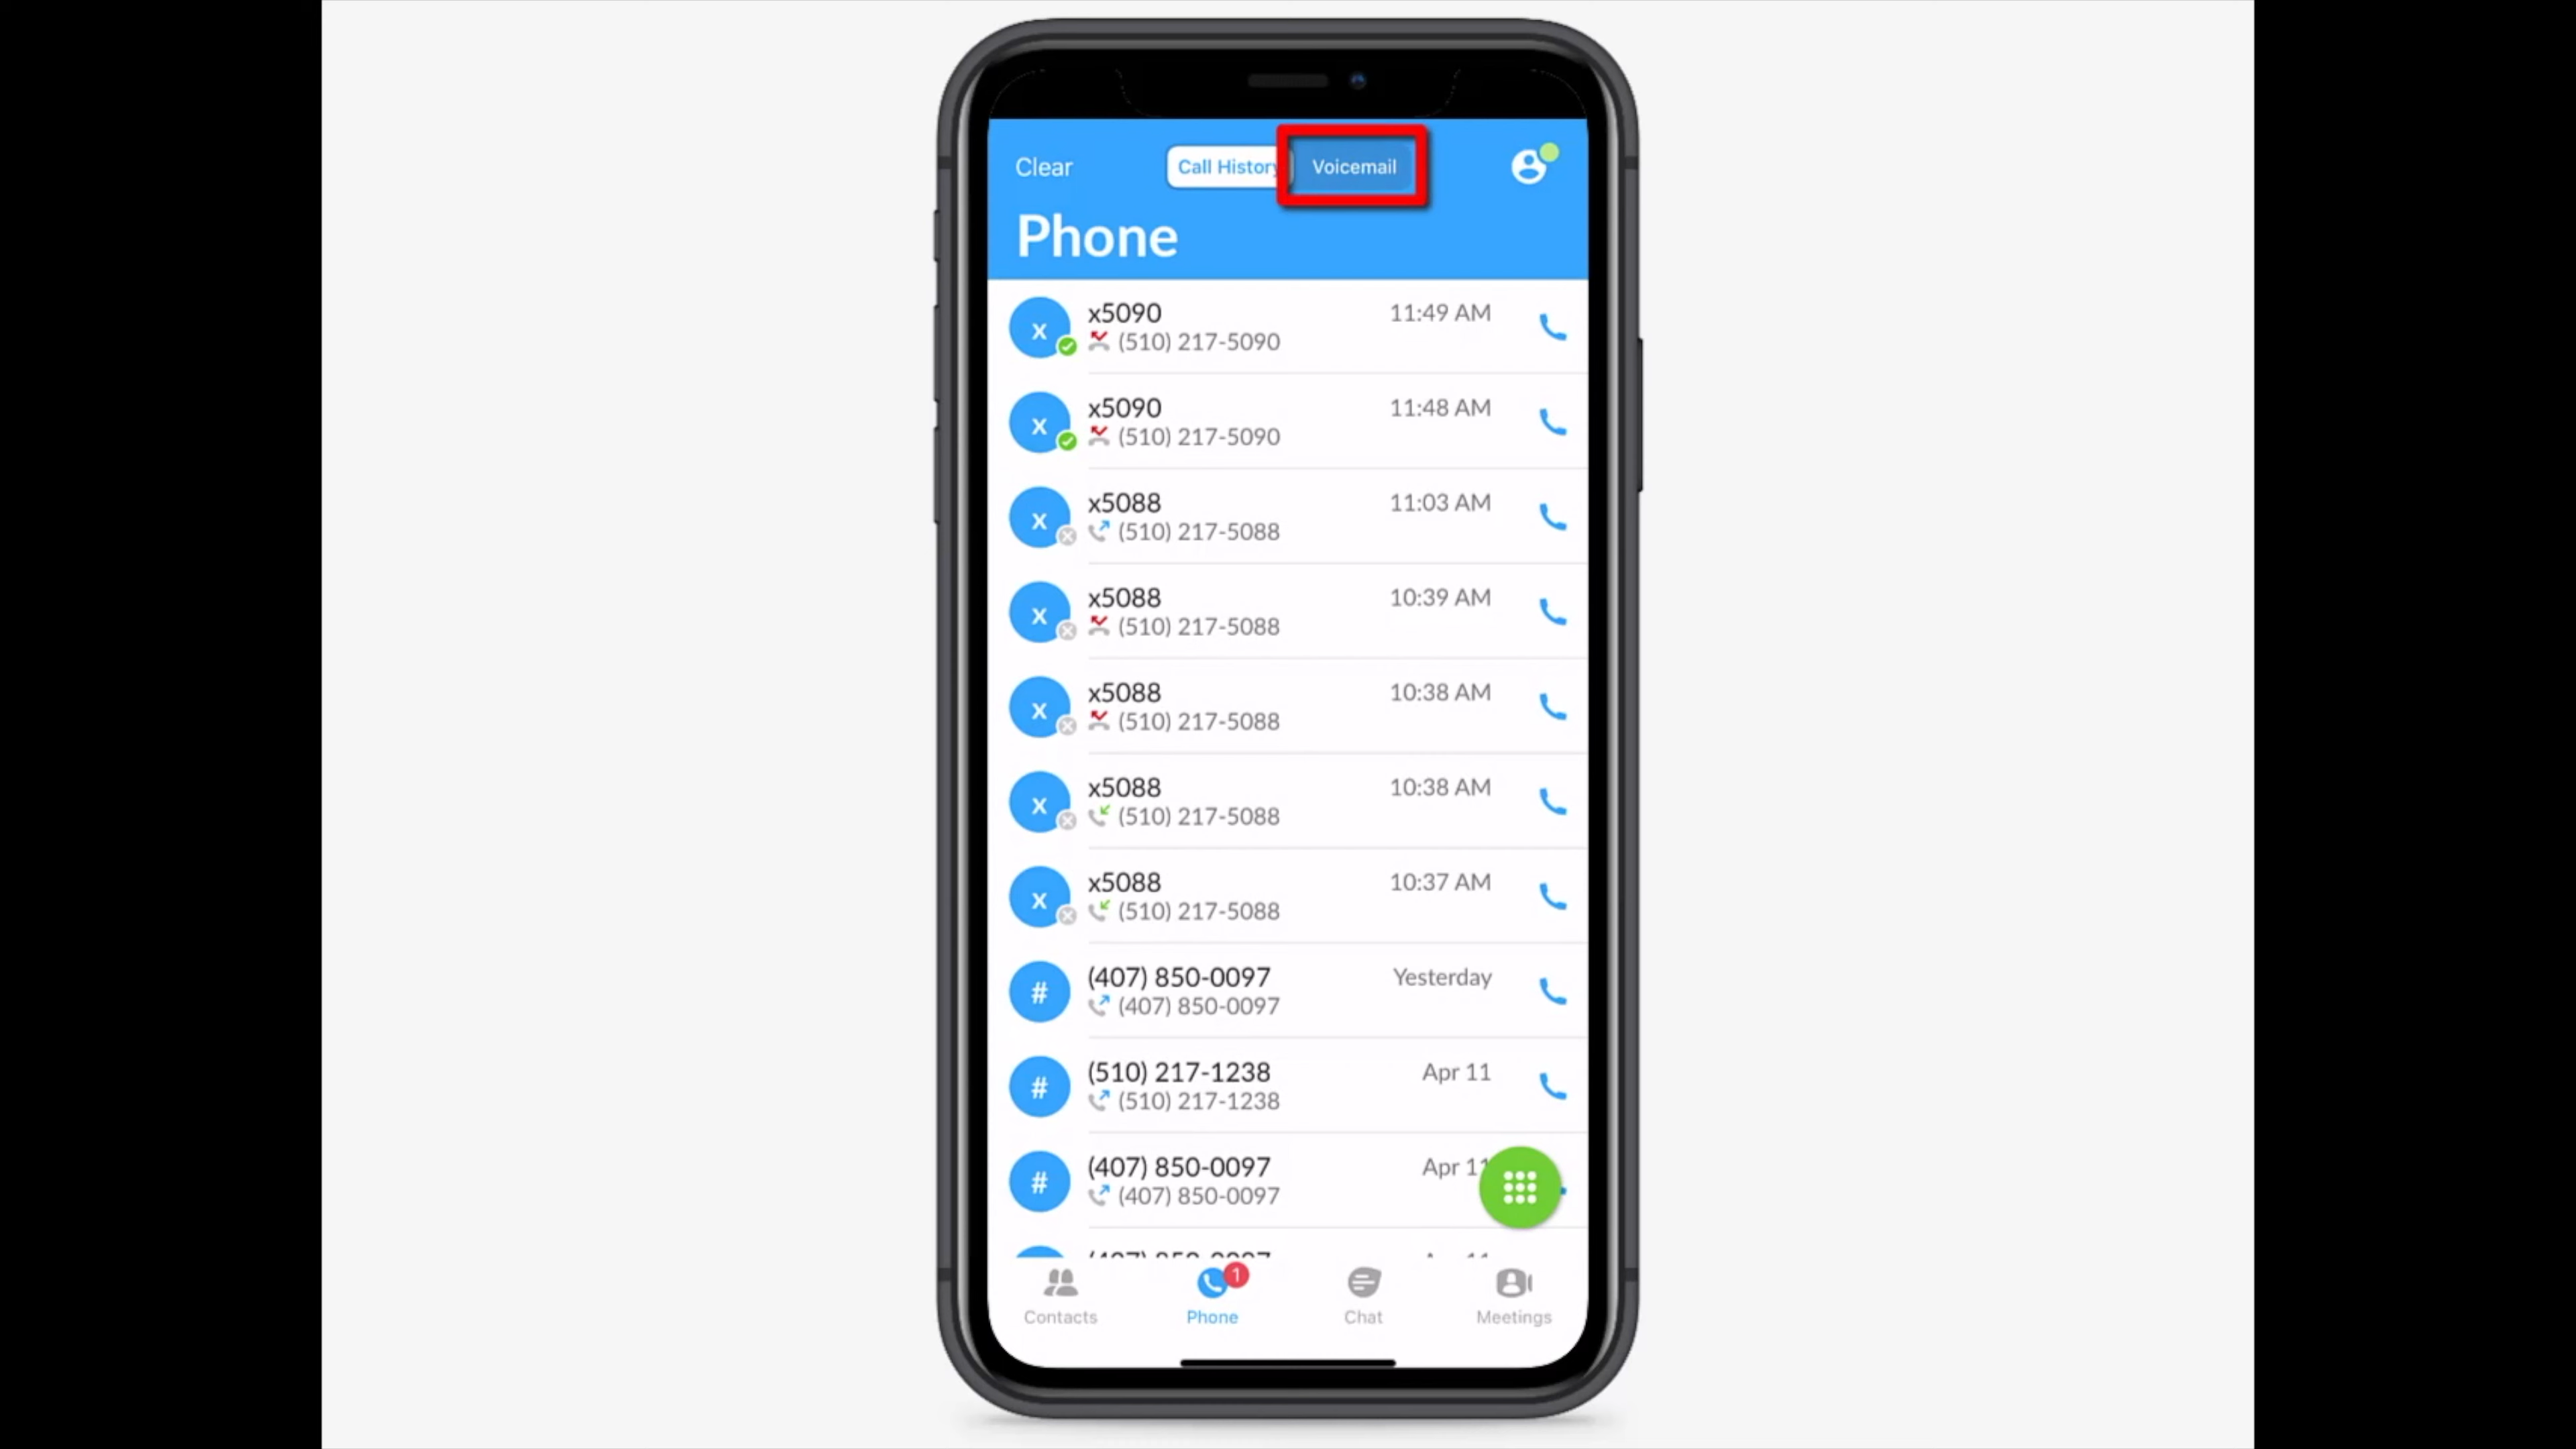 Clear
Call History
Voicemail
Phone
x
x5090
11:49 AM
(510) 217-5090
x
x5090
11:48 AM
(510) 217-5090
x
x5088
11:03 AM
(510) 217-5088
x
x5088
10:39 AM
(510) 217-5088
x
x5088
10:38 AM
(510) 217-5088
x
x5088
10:38 AM
(510) 217-5088
x
x5088
10:37 AM
(510) 217-5088
#
(407) 850-0097
Yesterday
(407) 850-0097
#
(510) 217-1238
Apr 11
(510) 217-1238
#
(407) 850-0097
Apr 11
(407) 850-0097
1
Contacts
Phone
Chat
Meetings